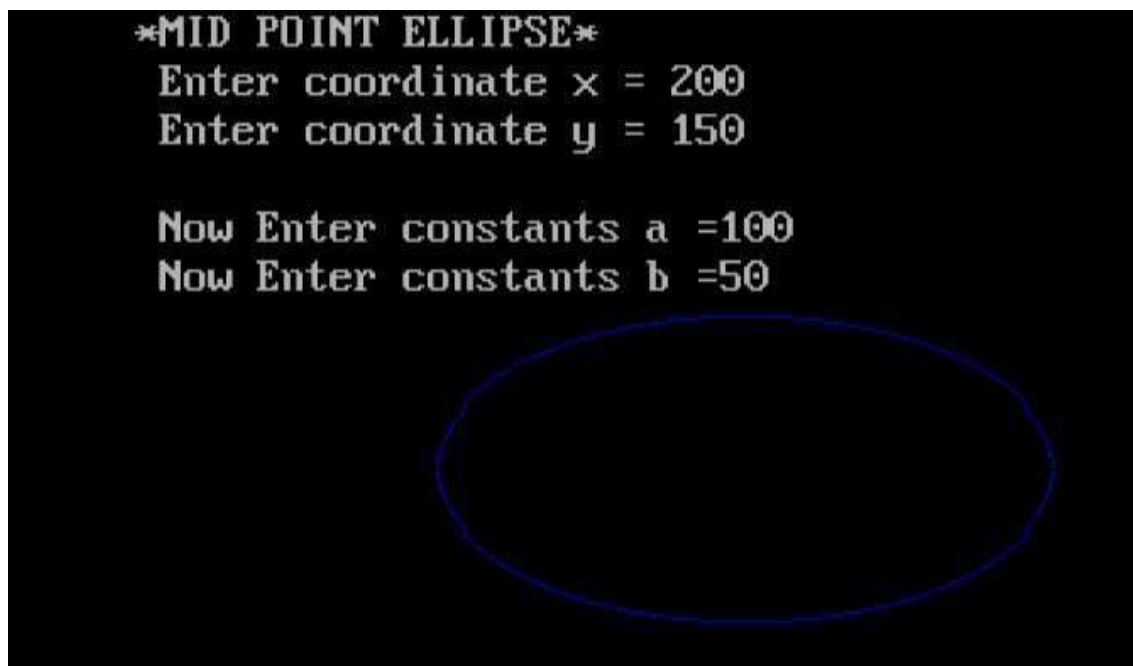 *MID POINT ELLIPSE*
Enter coordinate x = 200
Enter coordinate y = 150
Now Enter constants a =100
Now Enter constants b =50